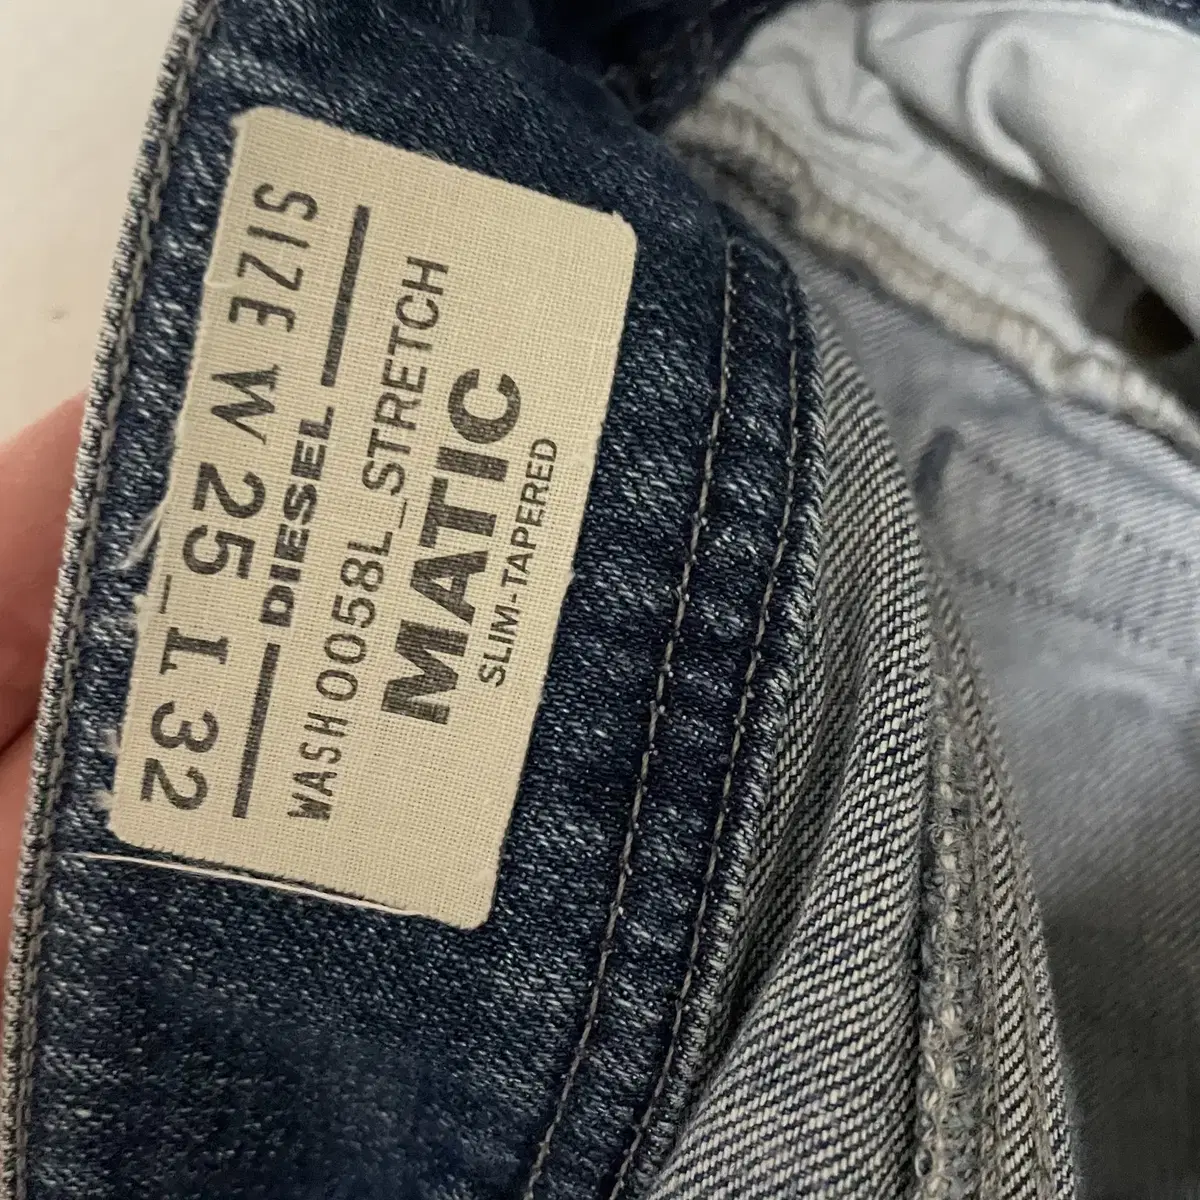 MATIC
SLIM-TAPERED
WASH 0058L_STRETCH
DIESEL
SIZE W 25_L 32